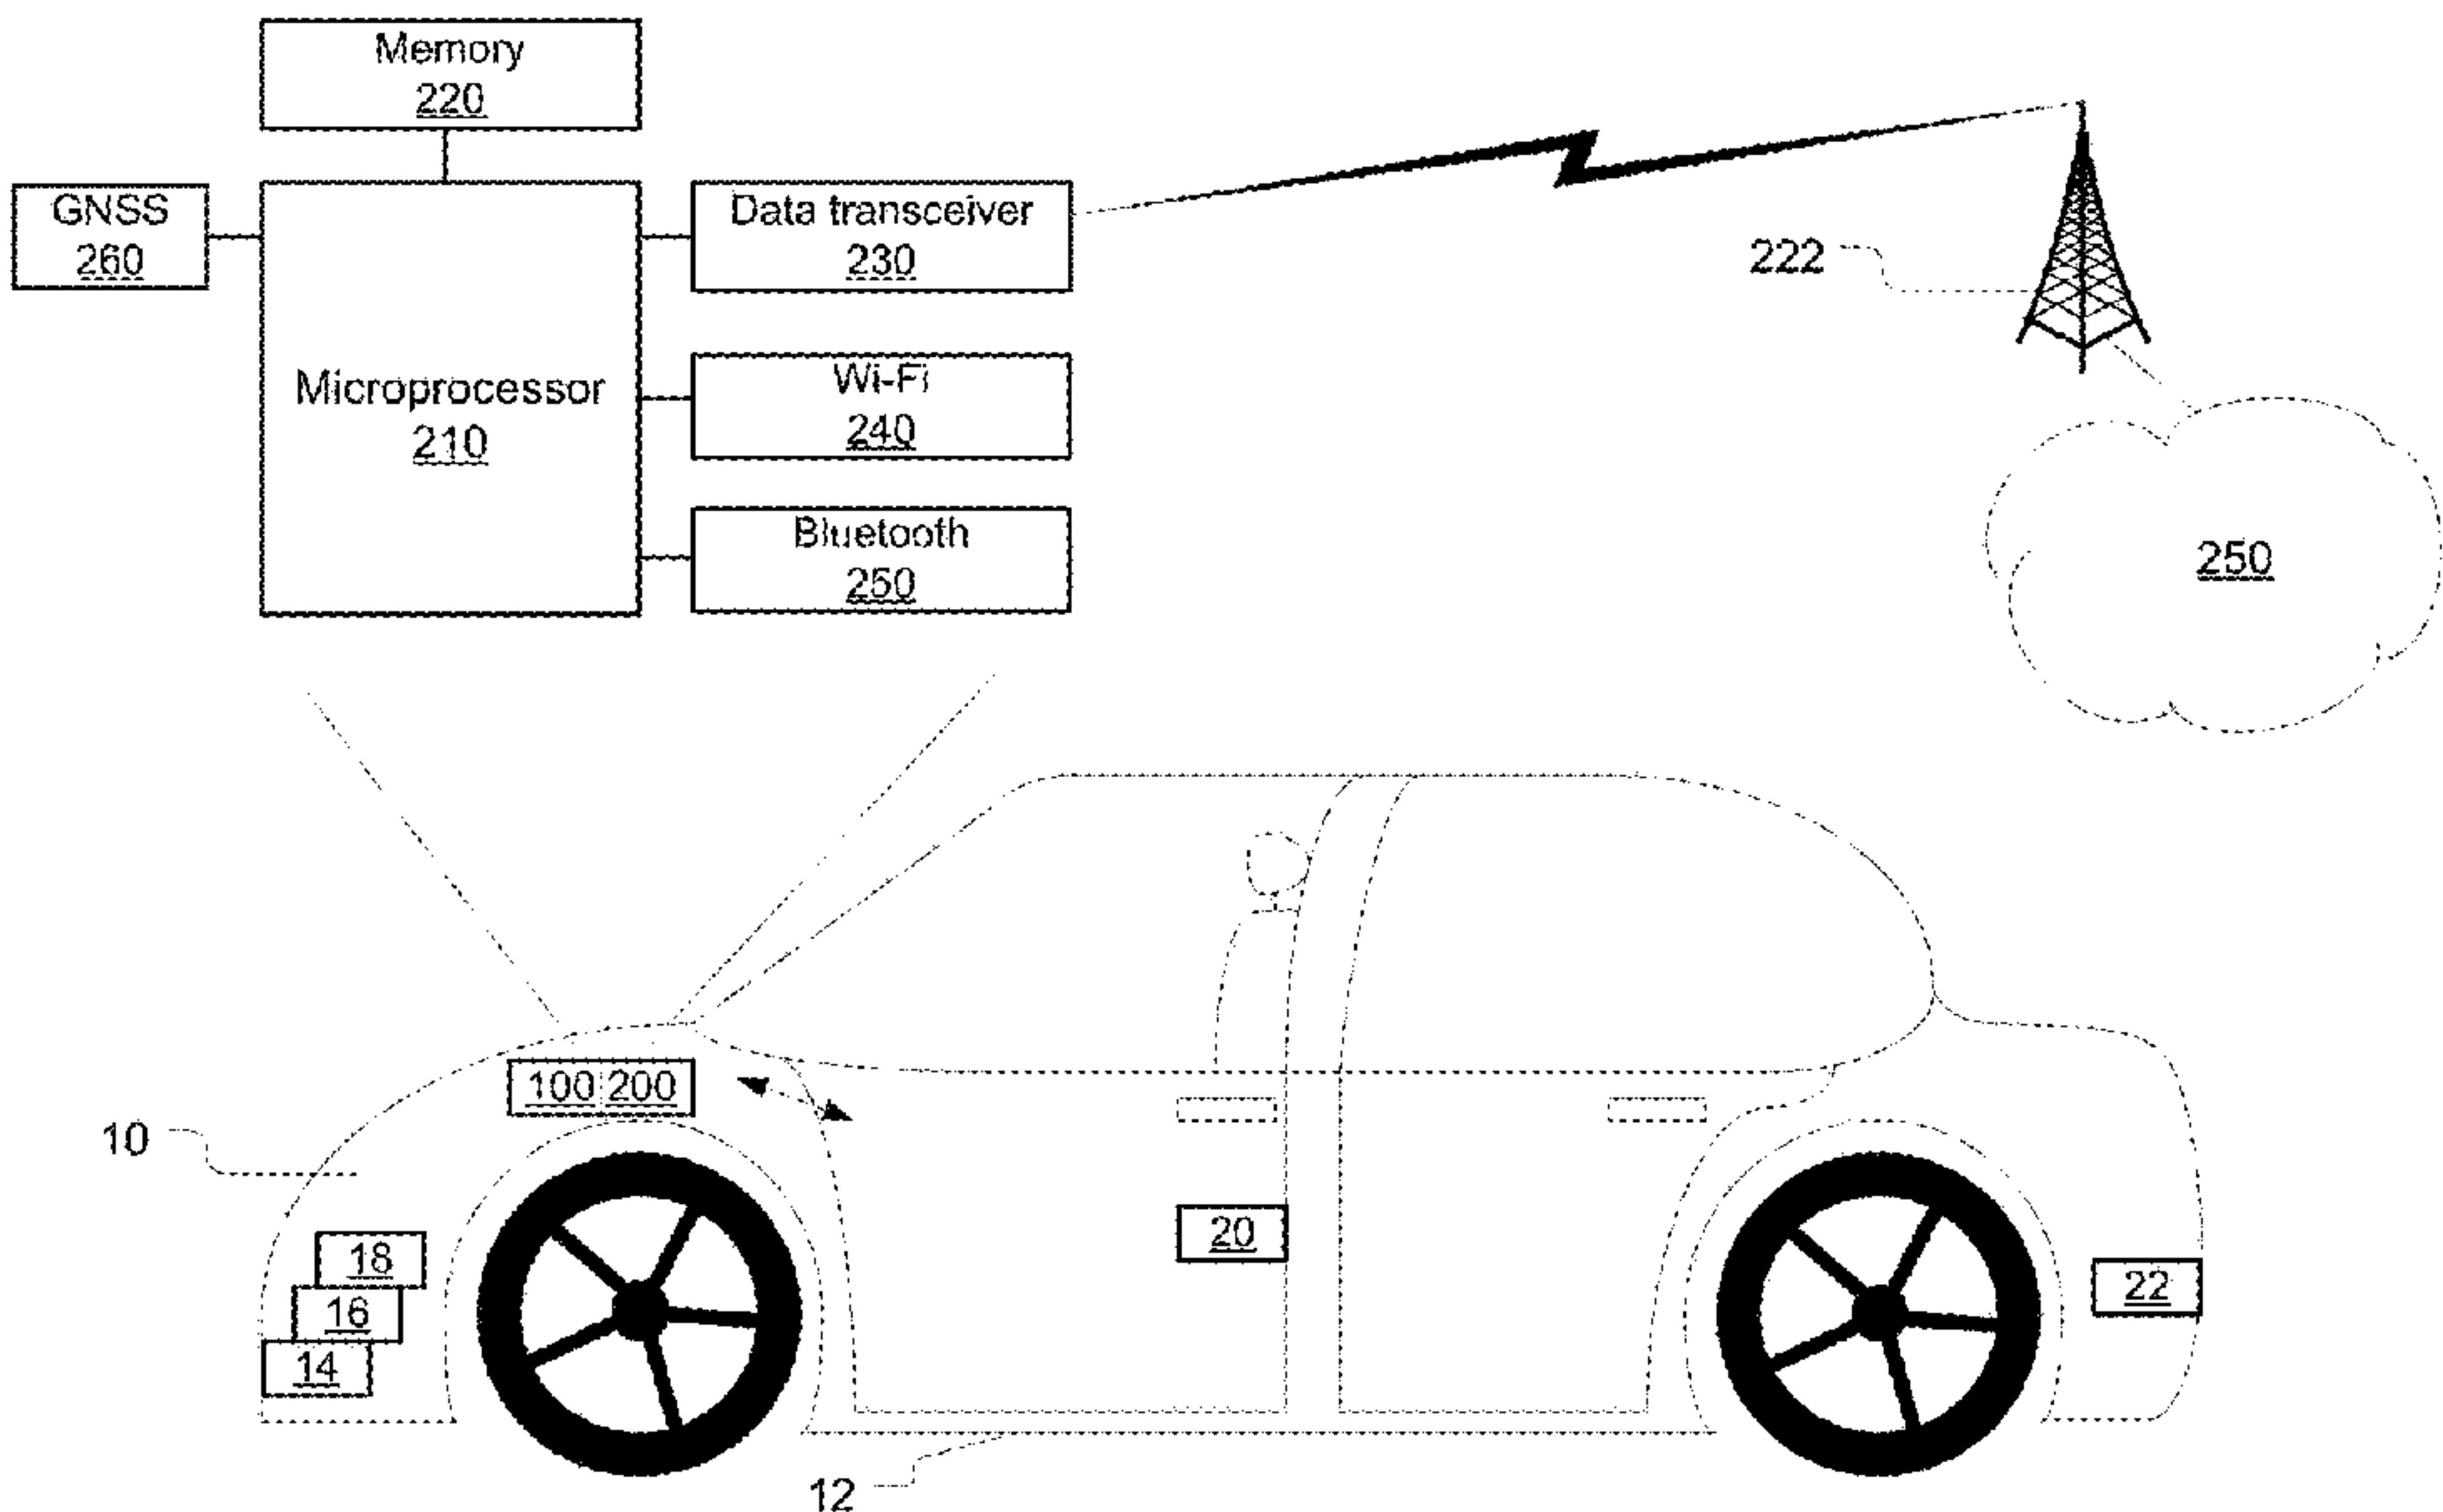 Memory
220
GNSS
260
Data transceiver
230
222
Microprocessor
210
Wi-Fi
240
Bluetooth
250
250
100 200
10
20
18
16
14
22
12